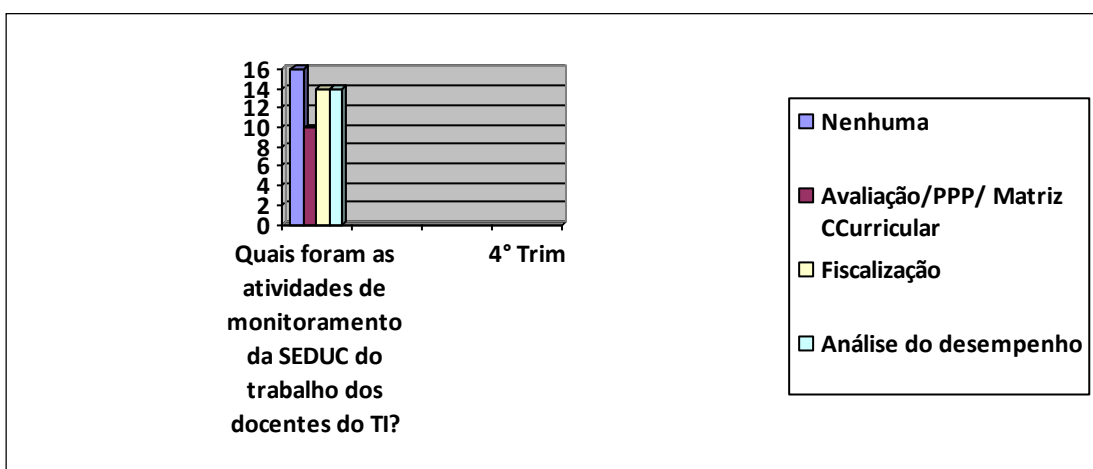 16
14
12
10
8
6
4
2
0
Quais foram as
atividades de
monitoramento
da SEDUC do
trabalho dos
docentes do TI?
4° Trim
Nenhuma
Avaliação/PPP/ Matriz
CCurricular
Fiscalização
Análise do desempenho